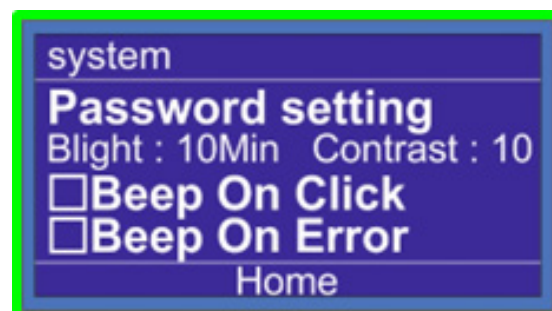 system
Password setting
Blight : 10Min Contrast : 10
☐Beep On Click
☐Beep On Error
Home